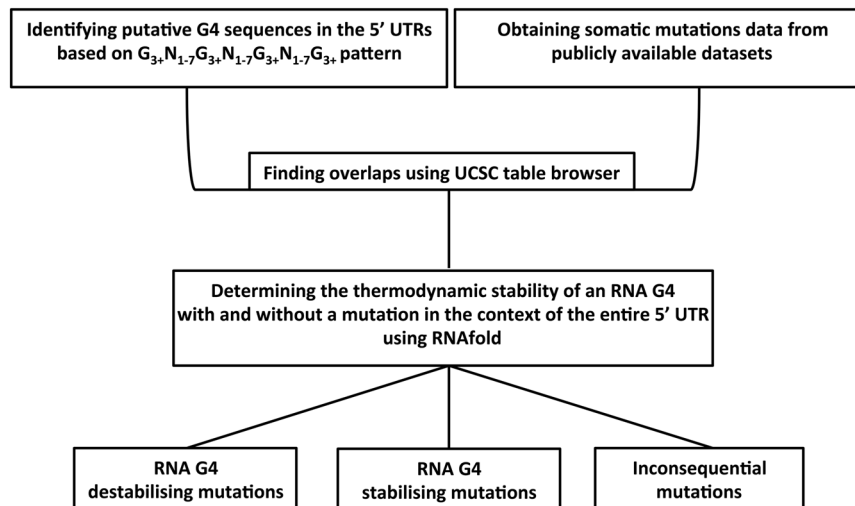 Identifying putative G4 sequences in the 5’ UTRs
based on G3+N1-7G3+N1-7G3+N1-7G3+ pattern
Obtaining somatic mutations data from
publicly available datasets
Finding overlaps using UCSC table browser
Determining the thermodynamic stability of an RNA G4
with and without a mutation in the context of the entire 5’ UTR
using RNAfold
RNA G4
destabilising mutations
RNA G4
stabilising mutations
Inconsequential
mutations